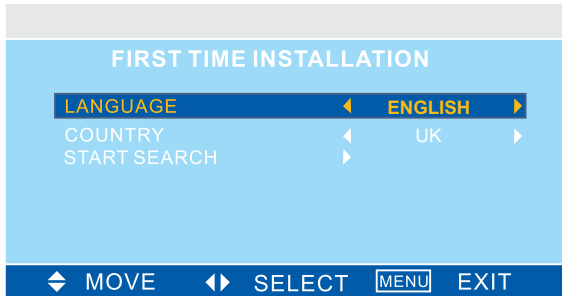 FIRST TIME INSTALLATION
LANGUAGE ENGLISH
COUNTRY UK
START SEARCH
MOVE SELECT MENU EXIT